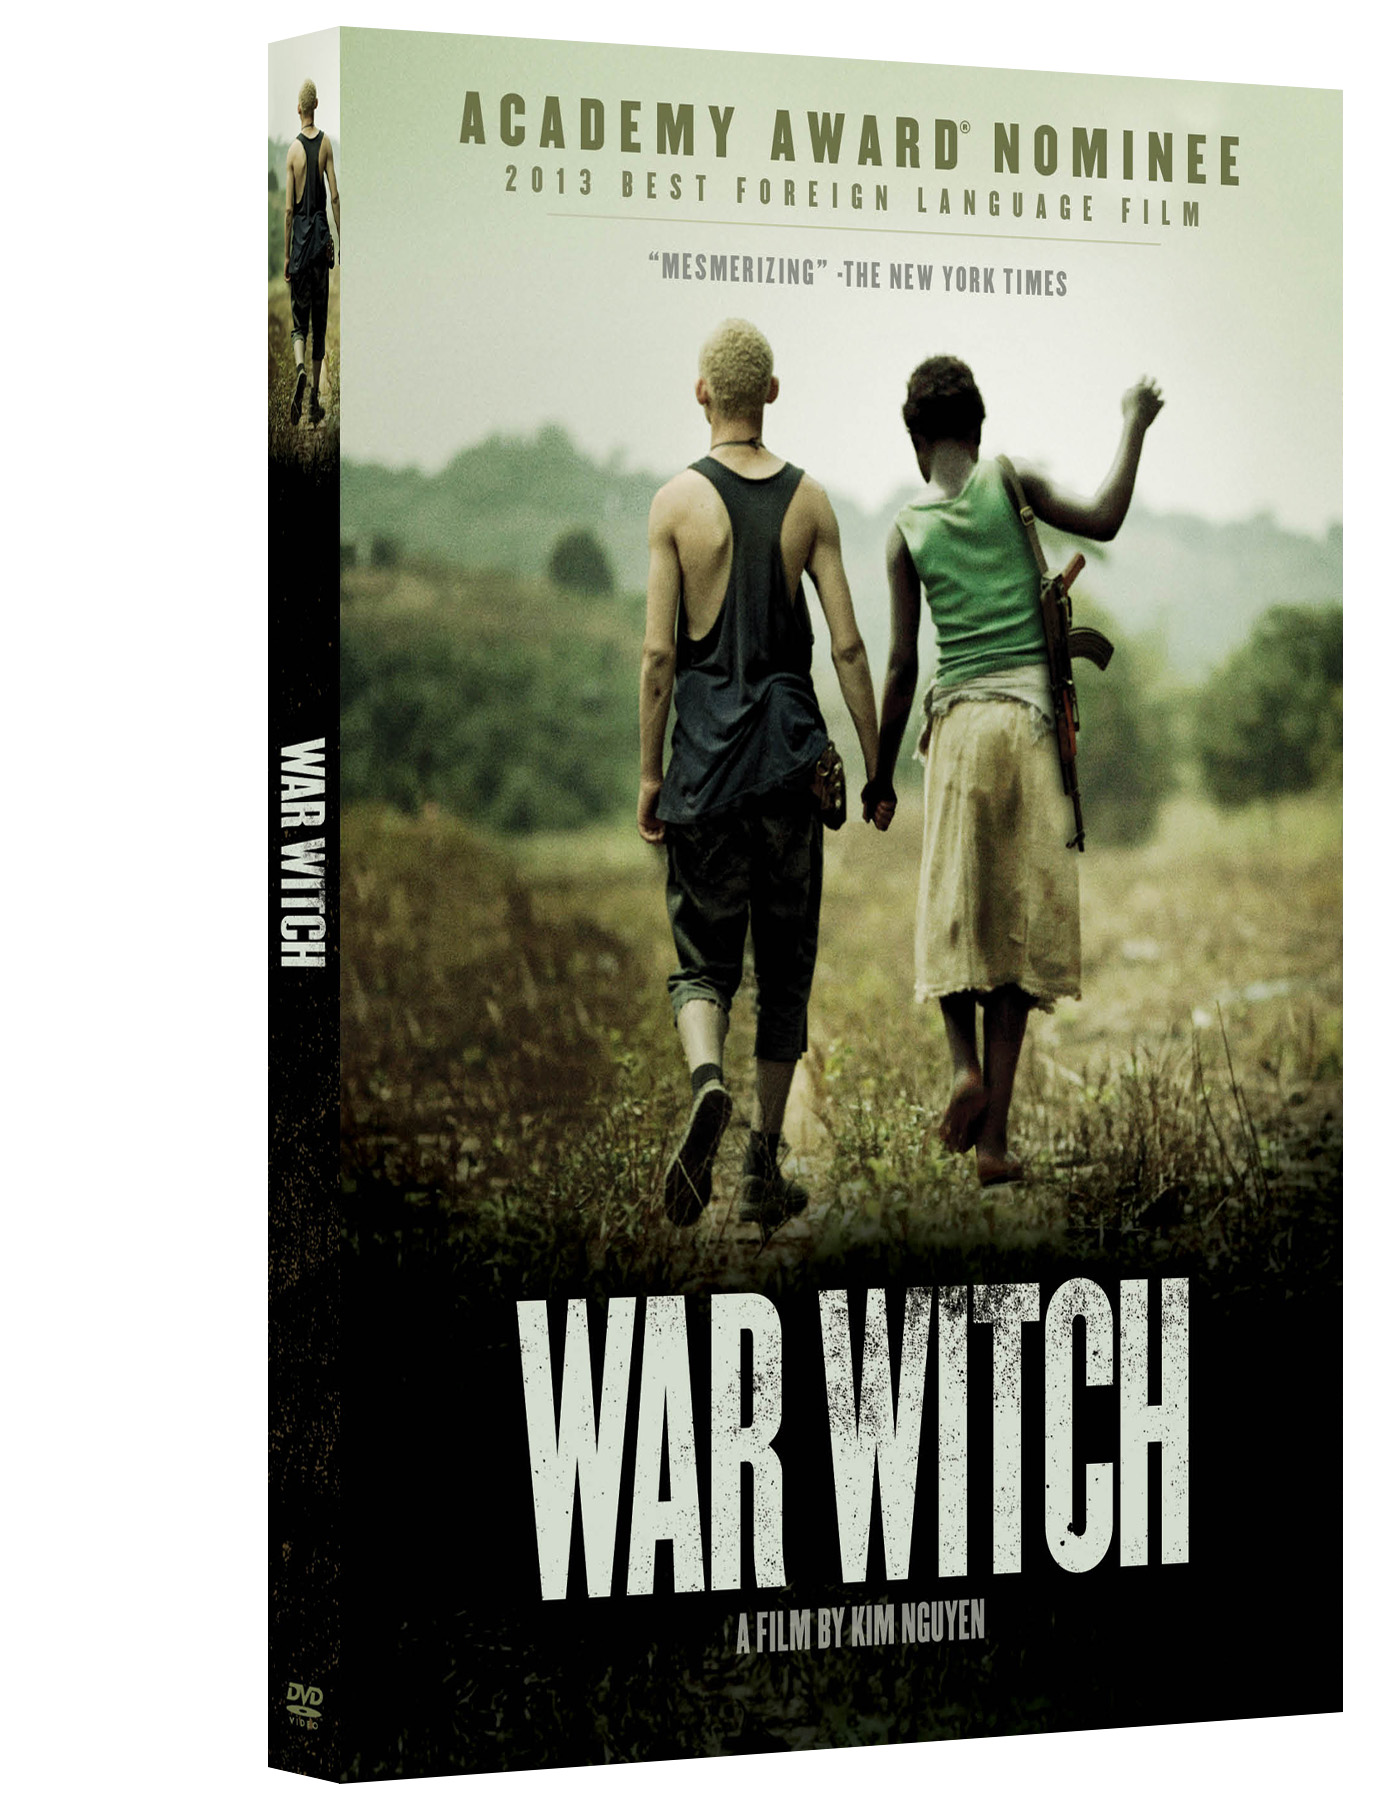 ACADEMY AWARD® NOMINEE
2013 BEST FOREIGN LANGUAGE FILM
“MESMERIZING” -THE NEW YORK TIMES
WAR WITCH
A FILM BY KIM NGUYEN
WAR WITCH
DVD
VIDEO